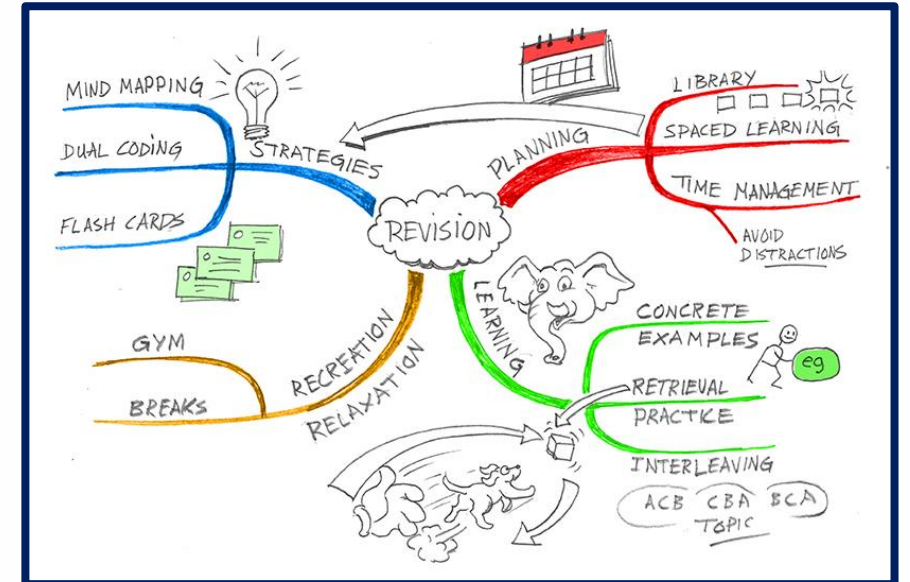 REVISION
STRATEGIES
MIND MAPPING
DUAL CODING
FLASH CARDS
PLANNING
LIBRARY
SPACED LEARNING
TIME MANAGEMENT
AVOID
DISTRACTIONS
LEARNING
CONCRETE
EXAMPLES
eg
RETRIEVAL
PRACTICE
INTERLEAVING
ACB CBA BCA
TOPIC
RECREATION
RELAXATION
GYM
BREAKS